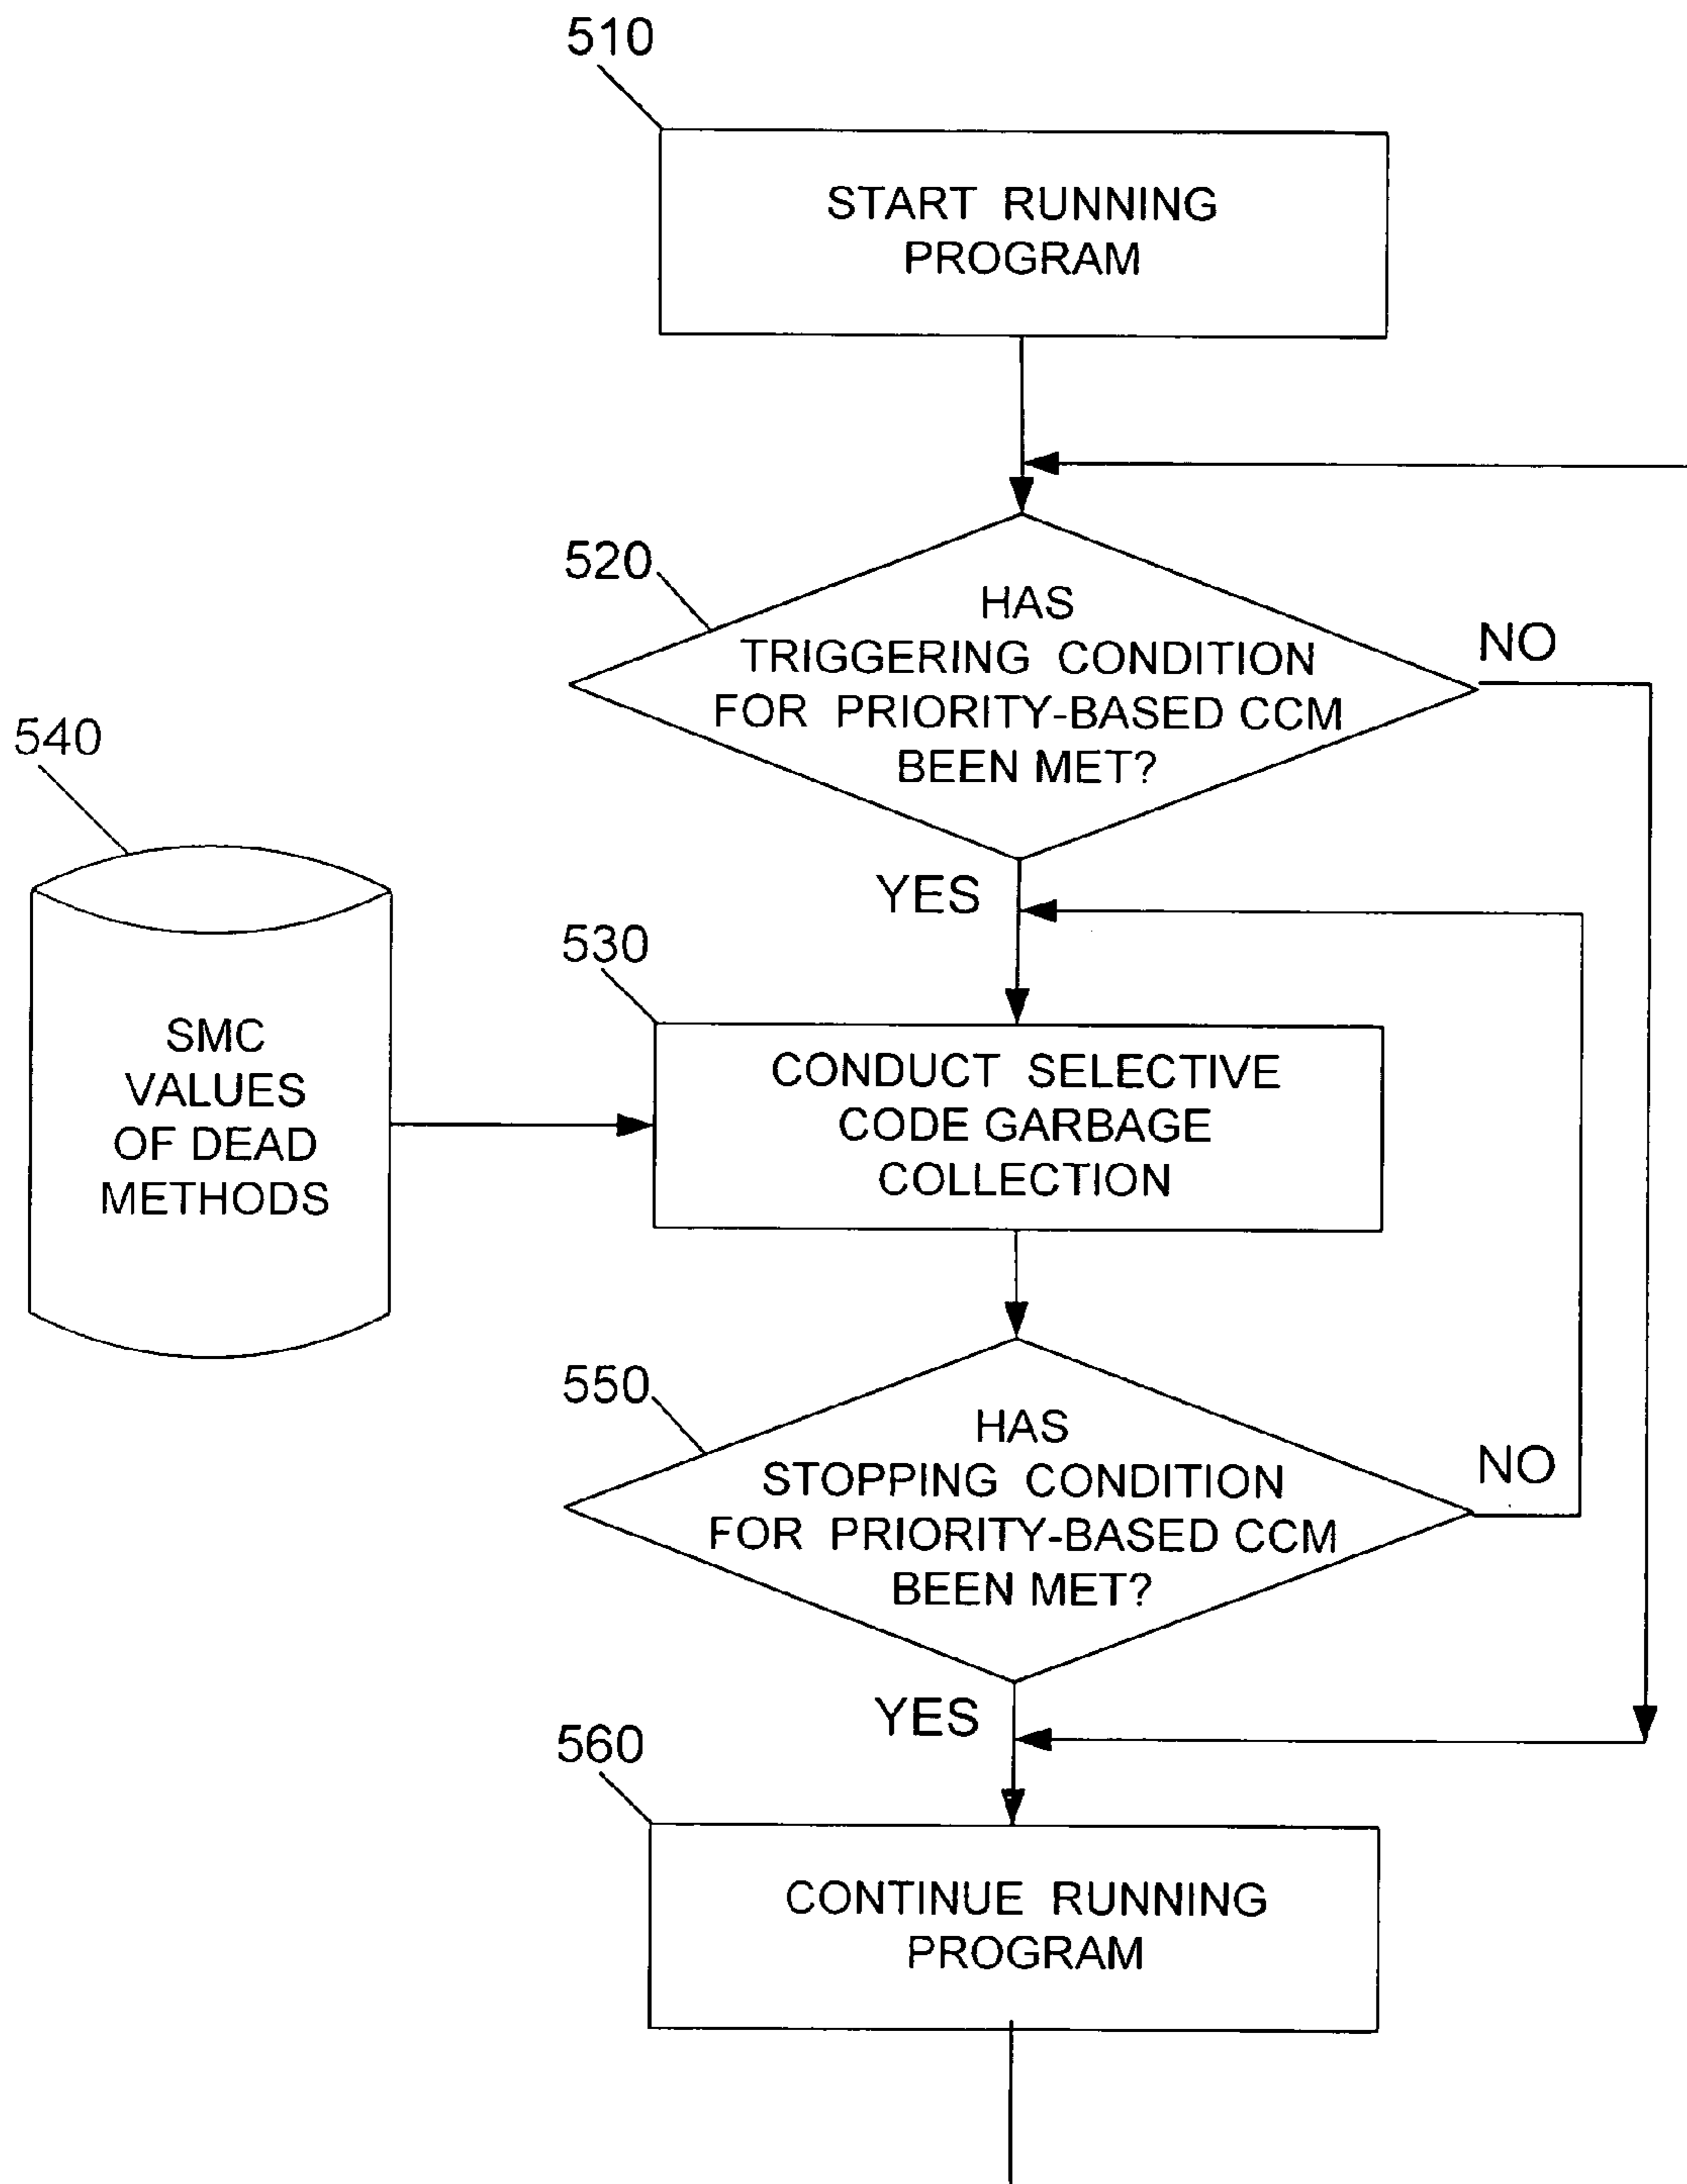 510
START RUNNING
PROGRAM
520
HAS
TRIGGERING CONDITION
FOR PRIORITY-BASED CCM
BEEN MET?
NO
540
YES
530
SMC
VALUES
OF DEAD
METHODS
CONDUCT SELECTIVE
CODE GARBAGE
COLLECTION
550
HAS
STOPPING CONDITION
FOR PRIORITY-BASED CCM
BEEN MET?
NO
YES
560
CONTINUE RUNNING
PROGRAM